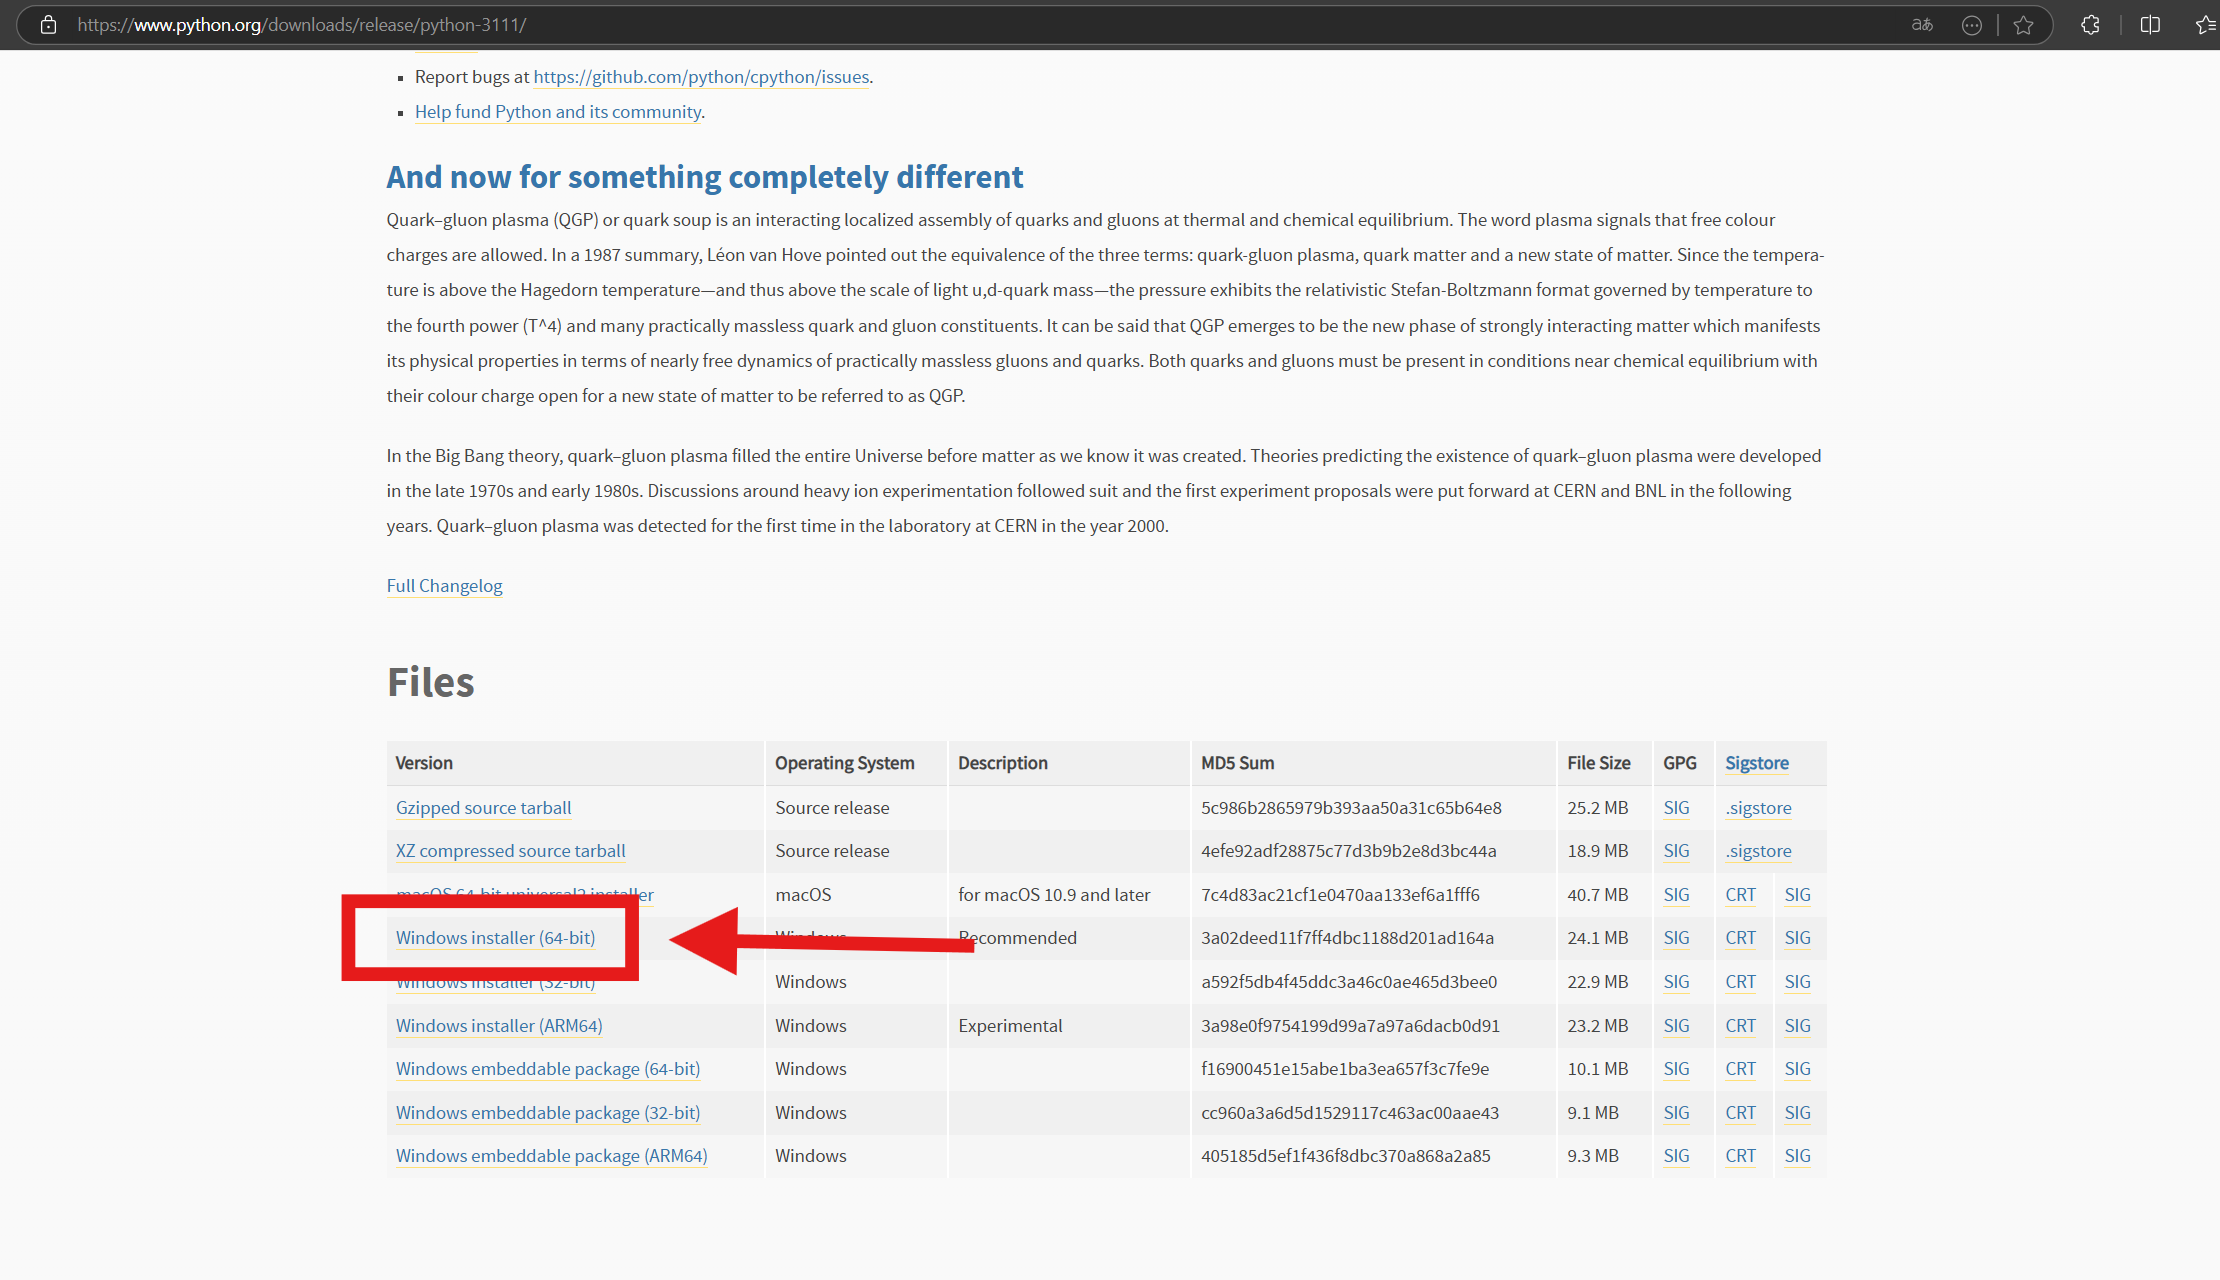 https://www.python.org/downloads/release/python-3111/
Report bugs at https://github.com/python/cpython/issues.
Help fund Python and its community.
And now for something completely different
Quark–gluon plasma (QGP) or quark soup is an interacting localized assembly of quarks and gluons at thermal and chemical equilibrium. The word plasma signals that free colour
charges are allowed. In a 1987 summary, Léon van Hove pointed out the equivalence of the three terms: quark-gluon plasma, quark matter and a new state of matter. Since the tempera-
ture is above the Hagedorn temperature—and thus above the scale of light u,d-quark mass—the pressure exhibits the relativistic Stefan-Boltzmann format governed by temperature to
the fourth power (T^4) and many practically massless quark and gluon constituents. It can be said that QGP emerges to be the new phase of strongly interacting matter which manifests
its physical properties in terms of nearly free dynamics of practically massless gluons and quarks. Both quarks and gluons must be present in conditions near chemical equilibrium with
their colour charge open for a new state of matter to be referred to as QGP.
In the Big Bang theory, quark–gluon plasma filled the entire Universe before matter as we know it was created. Theories predicting the existence of quark–gluon plasma were developed
in the late 1970s and early 1980s. Discussions around heavy ion experimentation followed suit and the first experiment proposals were put forward at CERN and BNL in the following
years. Quark–gluon plasma was detected for the first time in the laboratory at CERN in the year 2000.
Full Changelog
Files
Version Operating System Description MD5 Sum File Size GPG Sigstore
Gzipped source tarball Source release 5c986b2865979b393aa50a31c65b64e8 25.2 MB SIG .sigstore
XZ compressed source tarball Source release 4efe92adf28875c77d3b9b2e8d3bc44a 18.9 MB SIG .sigstore
macOS 64-bit universal2 installer macOS for macOS 10.9 and later 7c4d83ac21cf1e0470aa133ef6a1fff6 40.7 MB SIG CRT SIG
Windows installer (64-bit) Windows Recommended 3a02deed11f7ff4dbc1188d201ad164a 24.1 MB SIG CRT SIG
Windows installer (32-bit) Windows a592f5db4f45ddc3a46c0ae465d3bee0 22.9 MB SIG CRT SIG
Windows installer (ARM64) Windows Experimental 3a98e0f9754199d99a7a97a6dacb0d91 23.2 MB SIG CRT SIG
Windows embeddable package (64-bit) Windows f16900451e15abe1ba3ea657f3c7fe9e 10.1 MB SIG CRT SIG
Windows embeddable package (32-bit) Windows cc960a3a6d5d1529117c463ac00aae43 9.1 MB SIG CRT SIG
Windows embeddable package (ARM64) Windows 405185d5ef1f436f8dbc370a868a2a85 9.3 MB SIG CRT SIG